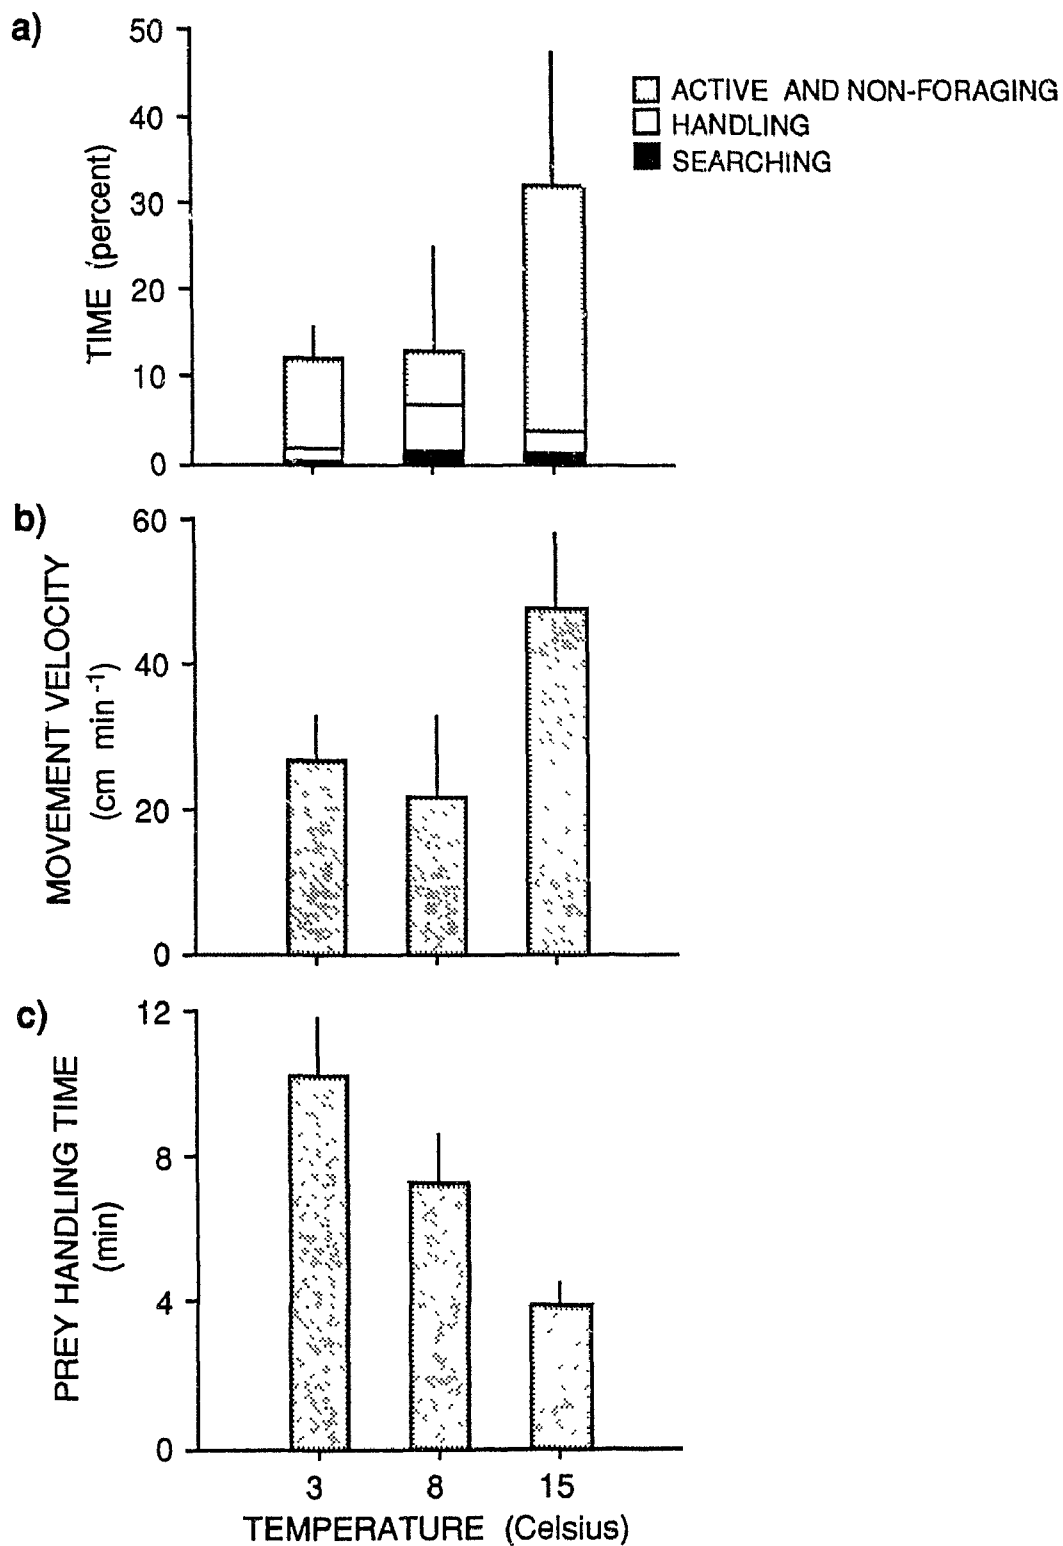 a)
50
40
30
20
10
0
TIME (percent)
ACTIVE AND NON-FORAGING
HANDLING
SEARCHING
b)
60
40
20
0
MOVEMENT VELOCITY
(cm min -1)
c)
12
8
4
0
PREY HANDLING TIME
(min)
3 8 15
TEMPERATURE (Celsius)